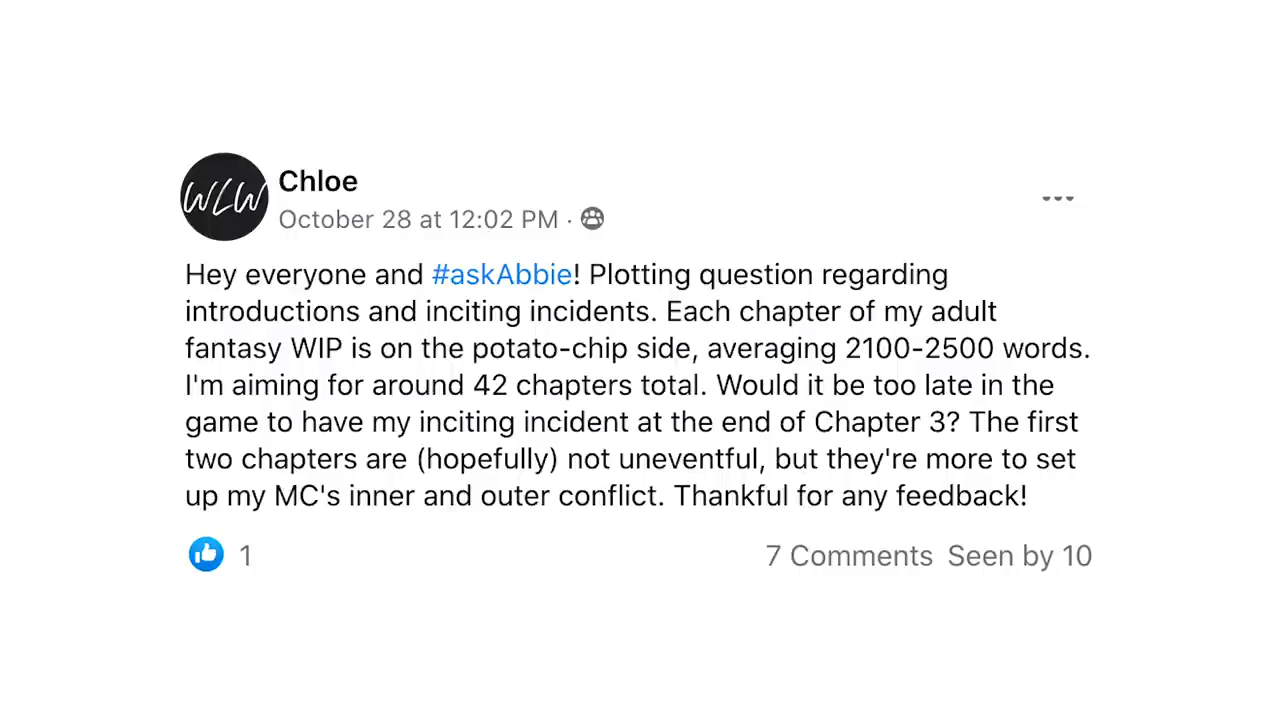 WLW
Chloe
October 28 at 12:02 PM ·
Hey everyone and #askAbbie! Plotting question regarding
introductions and inciting incidents. Each chapter of my adult
fantasy WIP is on the potato-chip side, averaging 2100-2500 words.
I'm aiming for around 42 chapters total. Would it be too late in the
game to have my inciting incident at the end of Chapter 3? The first
two chapters are (hopefully) not uneventful, but they're more to set
up my MC's inner and outer conflict. Thankful for any feedback!
1
7 Comments Seen by 10